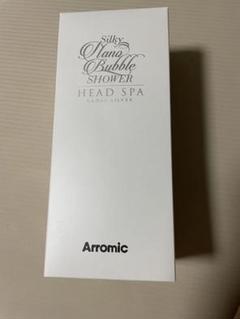 Silky
Nano
Bubble
SHOWER
HEAD SPA
Arromic